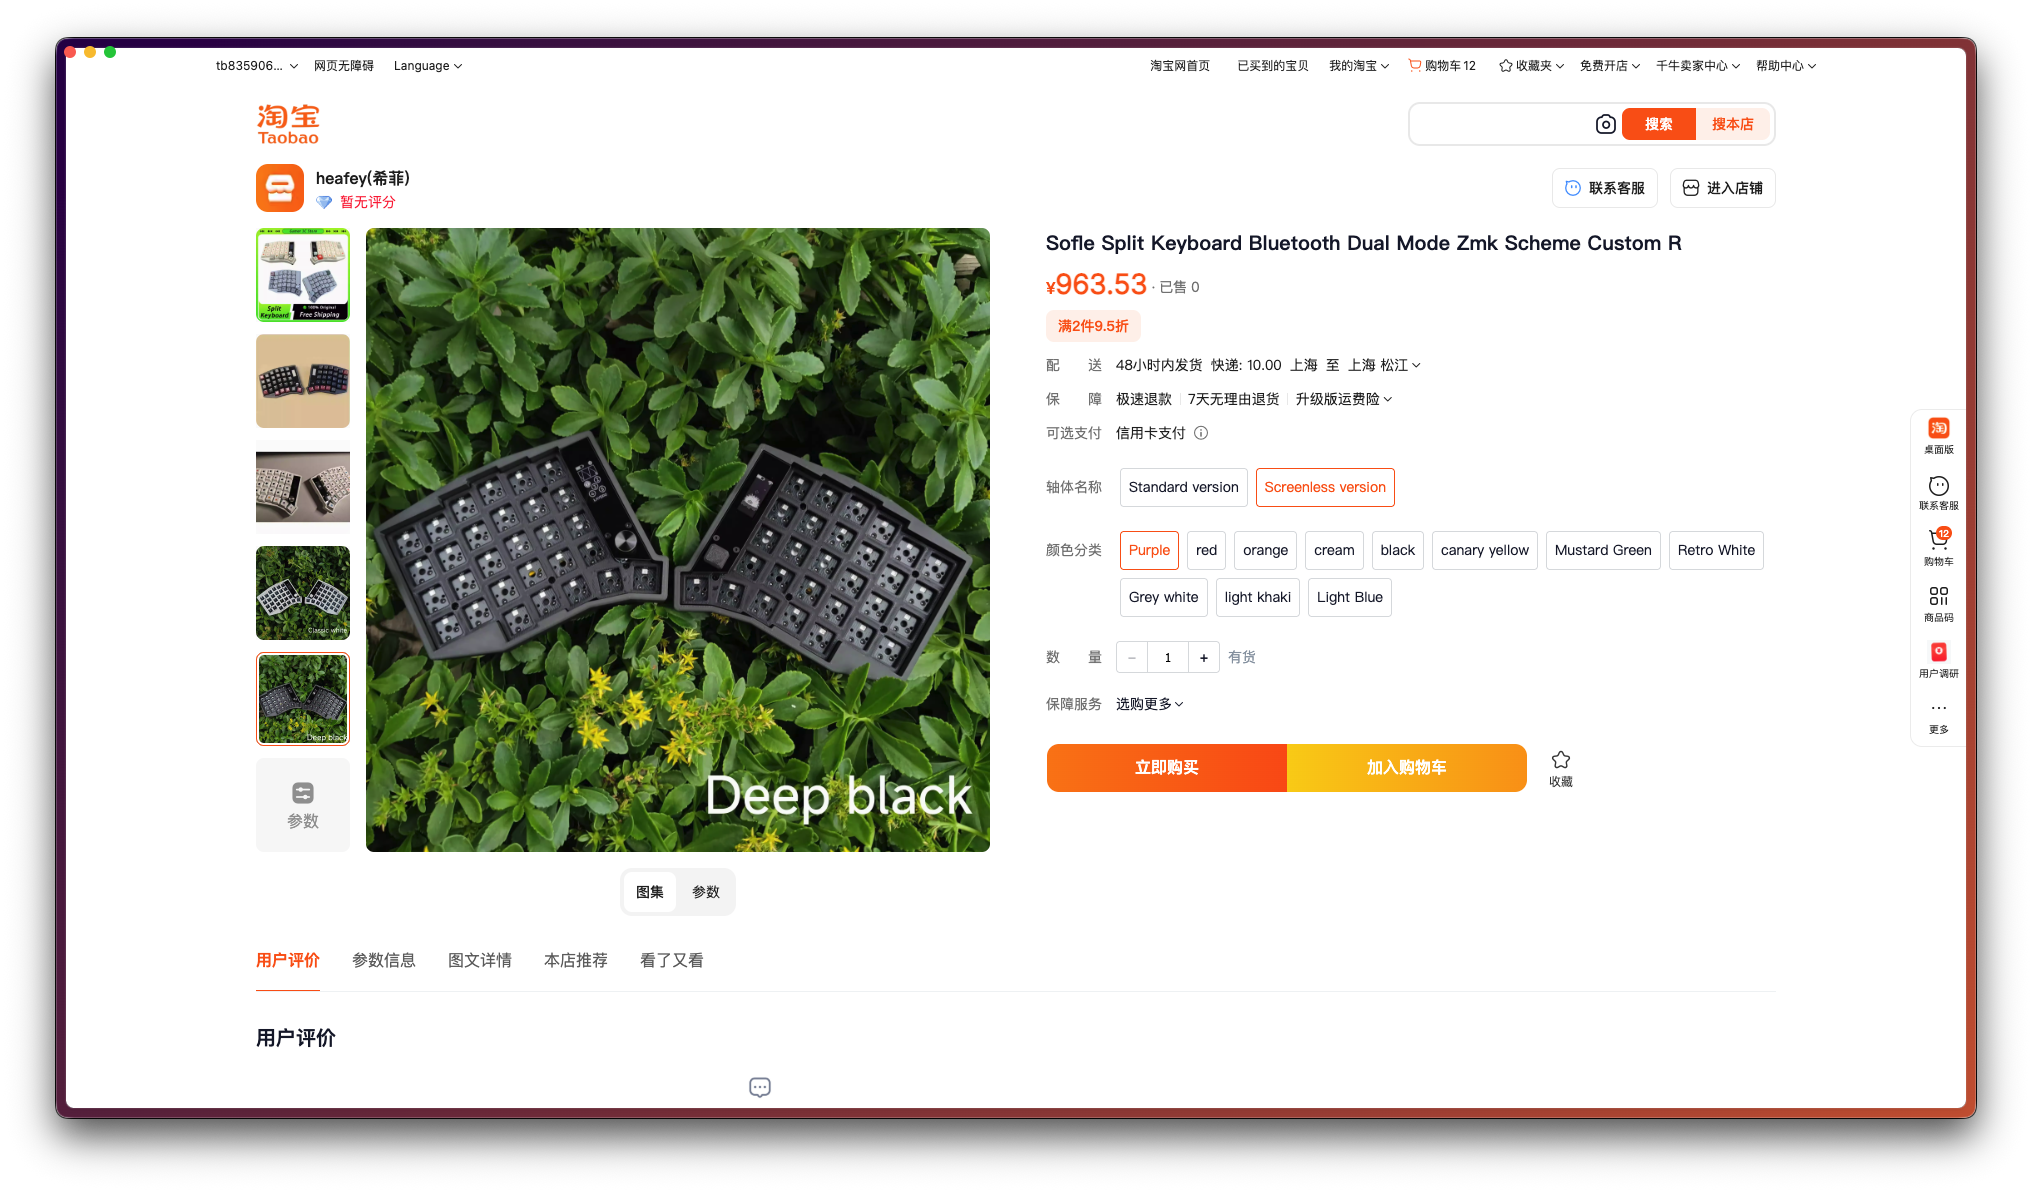 tb835906...
网页无障碍
Language
淘宝网首页
已买到的宝贝
我的淘宝
购物车 12
收藏夹
免费开店
千牛卖家中心
帮助中心
淘宝
Taobao
搜索
搜本店
heafey(希菲)
暂无评分
联系客服
进入店铺
Split
Keyboard
100% Original
Free Shipping
Classic white
Deep black
参数
Deep black
图集
参数
Sofle Split Keyboard Bluetooth Dual Mode Zmk Scheme Custom R
¥963.53 · 已售 0
满2件9.5折
配送 48小时内发货 快递: 10.00 上海 至 上海 松江
保障 极速退款 7天无理由退货 升级版运费险
可选支付 信用卡支付
轴体名称 Standard version Screenless version
颜色分类 Purple red orange cream black canary yellow Mustard Green Retro White
Grey white light khaki Light Blue
数量 − 1 + 有货
保障服务 选购更多
立即购买
加入购物车
收藏
淘
桌面版
联系客服
12
购物车
商品码
用户调研
更多
用户评价
参数信息
图文详情
本店推荐
看了又看
用户评价